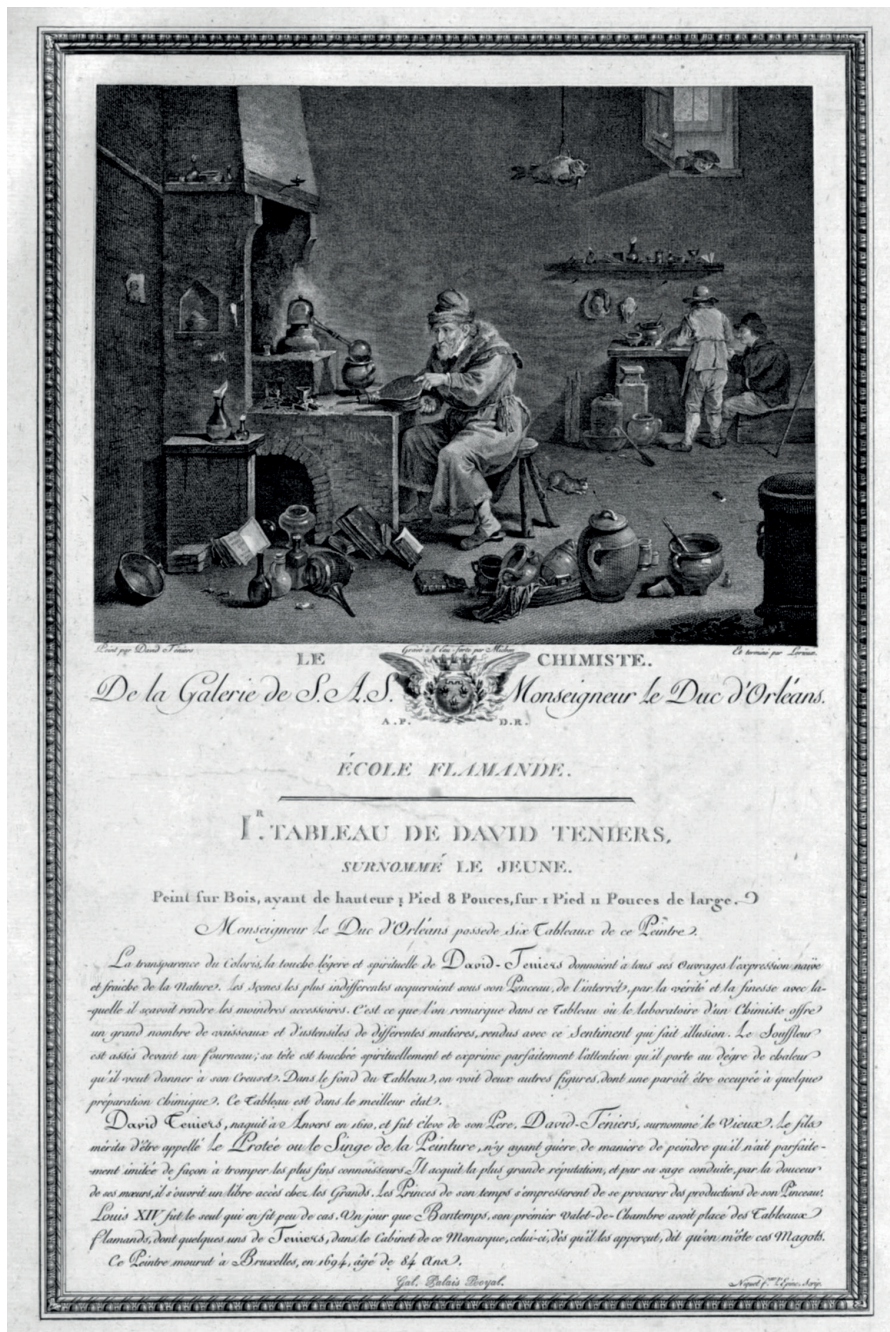 Peint par David Téniers
Gravé à l'Eau-forte par Michon
Et terminé par Lorieux.
LE CHIMISTE.
De la Galerie de S. A. S. Monseigneur le Duc d'Orléans.
A. P. D. R.
ÉCOLE FLAMANDE.
I.R TABLEAU DE DAVID TENIERS,
SURNOMMÉ LE JEUNE.
Peint sur Bois, ayant de hauteur 1 Pied 8 Pouces, sur 1 Pied 11 Pouces de large.
Monseigneur le Duc d'Orléans possede six Tableaux de ce Peintre.
La transparence du Coloris, la touche légere et spirituelle de David-Teniers donnoient à tous ses Ouvrages l'expression naïve
et fraiche de la Nature. les Scenes les plus indifferentes acqueroient sous son Pinceau, de l'interrêt, par la vérité et la finesse avec la-
-quelle il sçavoit rendre les moindres accessoires. C'est ce que l'on remarque dans ce Tableau où le laboratoire d'un Chimiste offre
un grand nombre de vaisseaux et d'ustensiles de differentes matieres, rendus avec ce Sentiment qui fait illusion. Le Souffleur
est assis devant un fourneau; sa tête est touchée spirituellement et exprime parfaitement l'attention qu'il porte au dégre de chaleur
qu'il veut donner à son Creuset. Dans le fond du Tableau, on voit deux autres figures, dont une paroit être occupée à quelque
préparation Chimique. Ce Tableau est dans le meilleur état.
David Teniers, naquit à Anvers en 1610, et fut élève de son Pere, David-Teniers, surnommé le Vieux. Le fils
mérita d'être appellé le Protée ou le Singe de la Peinture, n'y ayant guère de maniere de peindre qu'il n'ait parfaite-
-ment imitée de façon à tromper les plus fins connoisseurs. Il acquit la plus grande réputation, et par sa sage conduite, par la douceur
de ses mœurs, il s'ouvrit un libre accès chez les Grands. Les Princes de son temps s'empresserent de se procurer des productions de son Pinceau.
Louis XIV fut le seul qui en fit peu de cas. Un jour que Bontemps, son prémier Valet-de-Chambre avoit placé des Tableaux
flamands, dont quelques uns de Teniers, dans le Cabinet de ce Monarque, celui-ci, dès qu'il les apperçut, dit qu'on m'ôte ces Magots.
Ce Peintre mourut à Bruxelles, en 1694, âgé de 84 Ans.
Gal. Palais Royal.